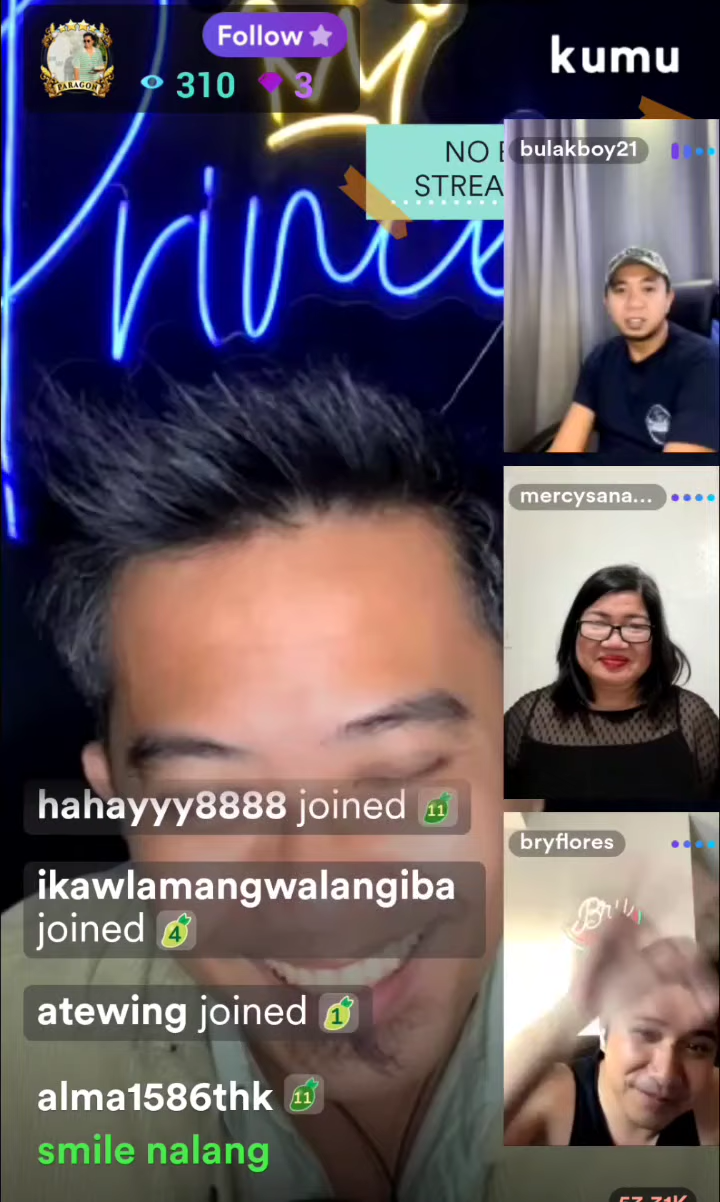 Follow
310
3
PARAGON
kumu
NO
STREA
bulakboy21
mercysana...
bryflores
hahayyy8888 joined 11
ikawlamangwalangiba
joined 4
atewing joined 1
alma1586thk 11
smile nalang